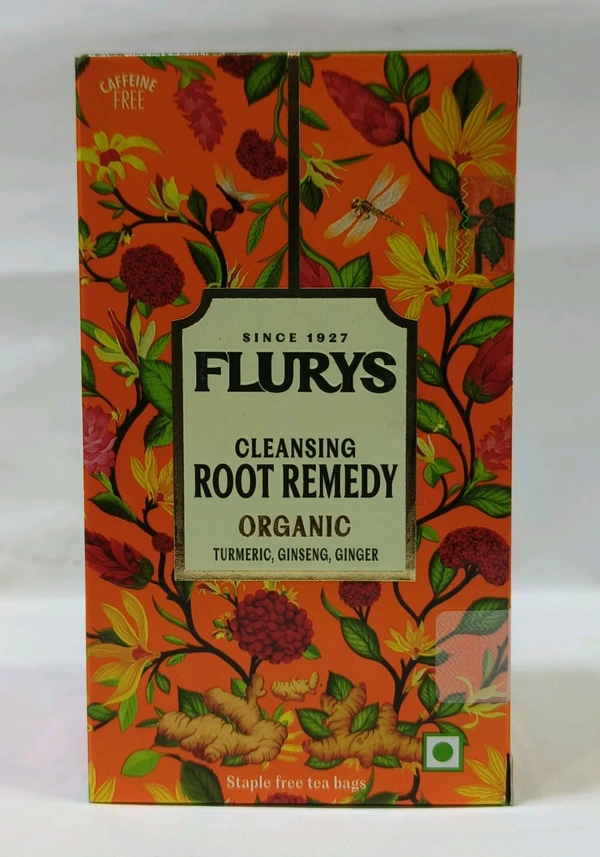 CAFFEINE
FREE
SINCE 1927
FLURYS
CLEANSING
ROOT REMEDY
ORGANIC
TURMERIC, GINSENG, GINGER
Staple free tea bags